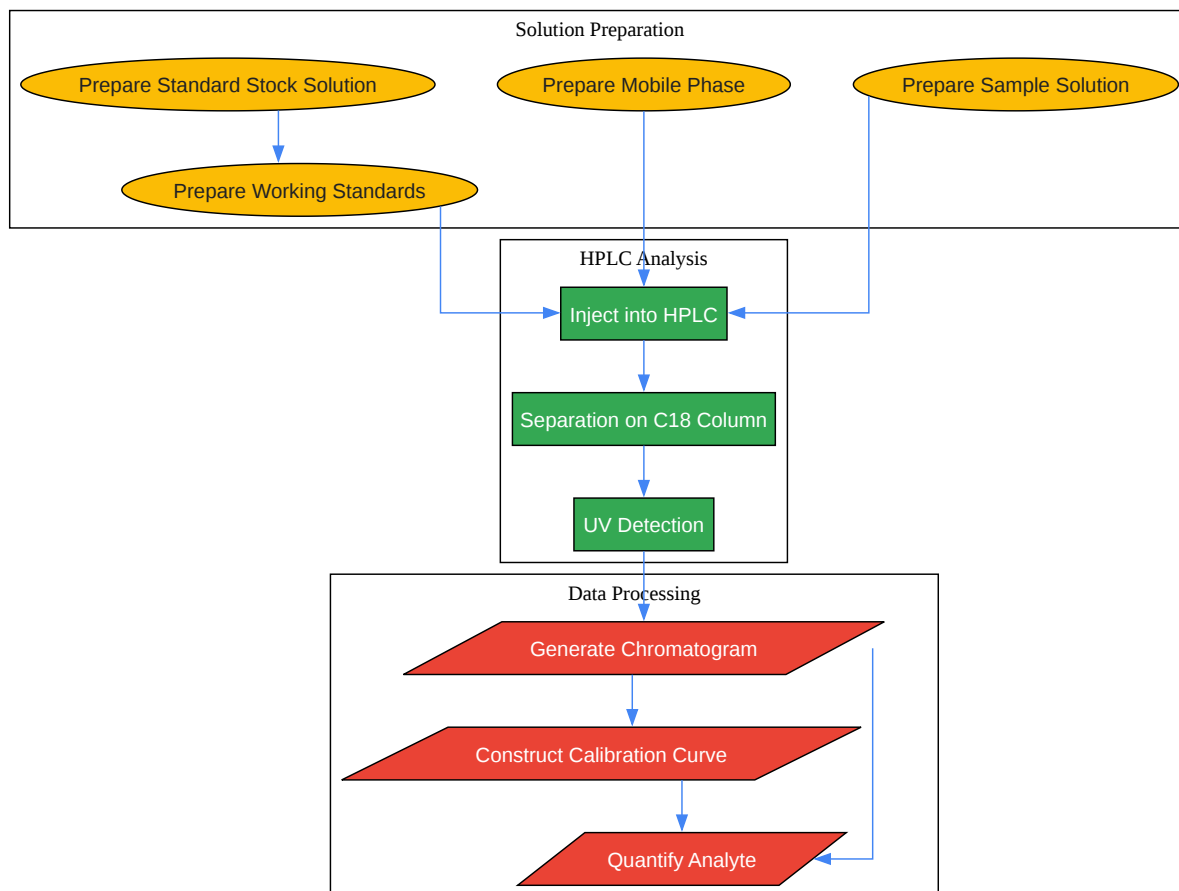 Solution Preparation
Prepare Standard Stock Solution
Prepare Mobile Phase
Prepare Sample Solution
Prepare Working Standards
HPLC Analysis
Inject into HPLC
Separation on C18 Column
UV Detection
Data Processing
Generate Chromatogram
Construct Calibration Curve
Quantify Analyte